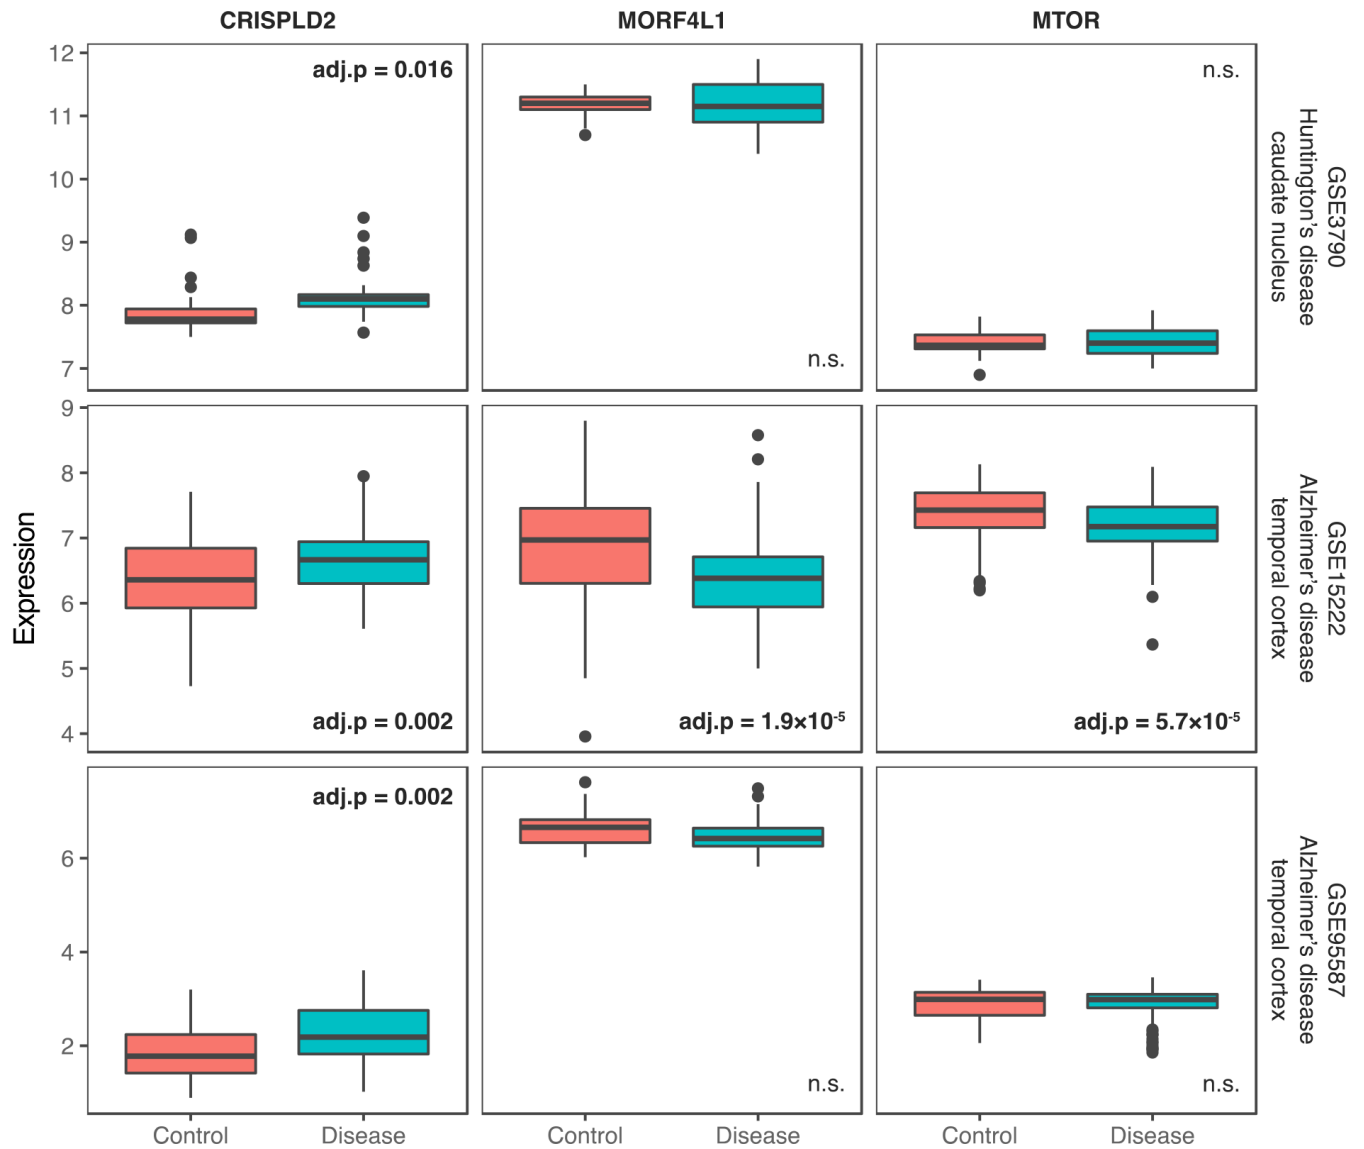 CRISPLD2
MORF4L1
MTOR
12
11
10
9
8
7
adj.p = 0.016
n.s.
n.s.
GSE3790
Huntington's disease
caudate nucleus
Expression
9
8
7
6
5
4
adj.p = 0.002
adj.p = 1.9×10⁻⁵
adj.p = 5.7×10⁻⁵
GSE15222
Alzheimer's disease
temporal cortex
6
4
2
adj.p = 0.002
n.s.
n.s.
GSE95587
Alzheimer's disease
temporal cortex
Control
Disease
Control
Disease
Control
Disease